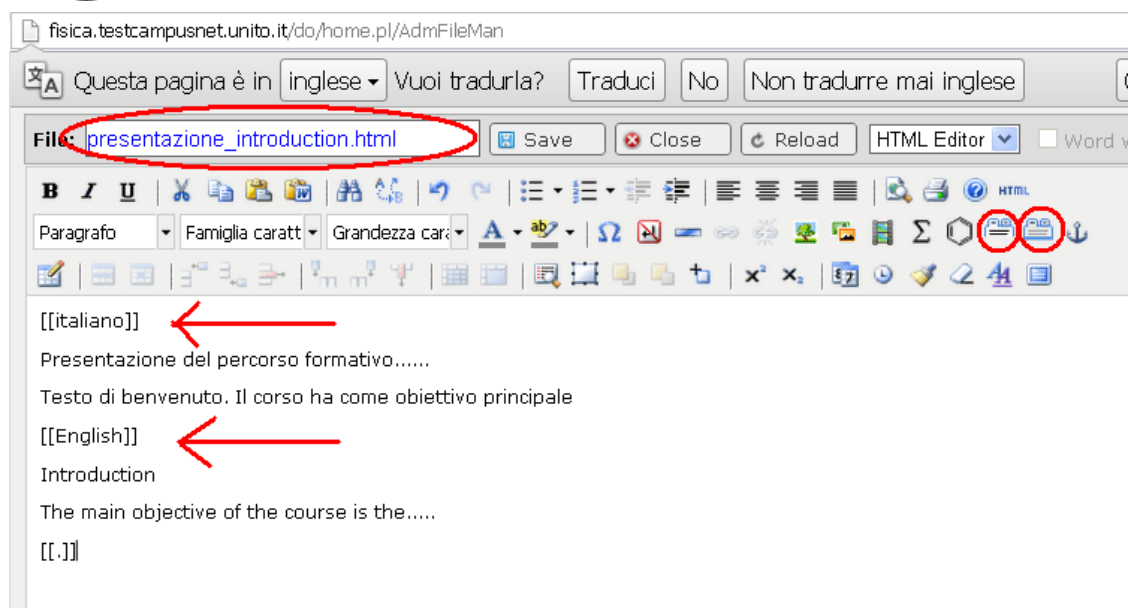 fisica.testcampusnet.unito.it/do/home.pl/AdmFileMan
Questa pagina è in inglese Vuoi tradurla? Traduci No Non tradurre mai inglese
File: presentazione_introduction.html Save Close Reload HTML Editor Word
B I U HTML
Paragrafo Famiglia caratt Grandezza cara A ab Ω Σ
x² x₂
[[italiano]]
Presentazione del percorso formativo......
Testo di benvenuto. Il corso ha come obiettivo principale
[[English]]
Introduction
The main objective of the course is the.....
[[.]]